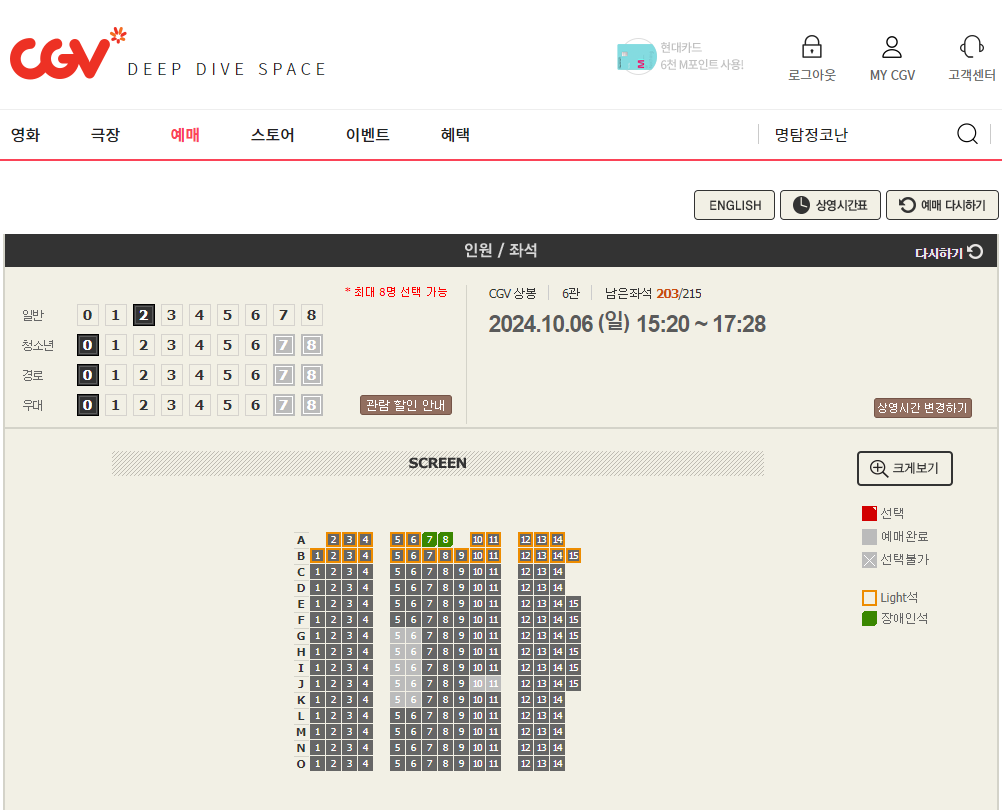 CGV DEEP DIVE SPACE
현대카드
6천 M포인트 사용!
로그아웃 MY CGV 고객센터
영화 극장 예매 스토어 이벤트 혜택 명탐정코난
ENGLISH 상영시간표 예매 다시하기
인원 / 좌석 다시하기
* 최대 8명 선택 가능
일반 0 1 2 3 4 5 6 7 8
청소년 0 1 2 3 4 5 6 7 8
경로 0 1 2 3 4 5 6 7 8
우대 0 1 2 3 4 5 6 7 8
관람 할인 안내
CGV 상봉 6관 남은좌석 203/215
2024.10.06 (일) 15:20 ~ 17:28
상영시간 변경하기
SCREEN
크게보기
A 2 3 4 5 6 7 8 10 11 12 13 14
B 1 2 3 4 5 6 7 8 9 10 11 12 13 14 15
C 1 2 3 4 5 6 7 8 9 10 11 12 13 14
D 1 2 3 4 5 6 7 8 9 10 11 12 13 14
E 1 2 3 4 5 6 7 8 9 10 11 12 13 14 15
F 1 2 3 4 5 6 7 8 9 10 11 12 13 14 15
G 1 2 3 4 5 6 7 8 9 10 11 12 13 14 15
H 1 2 3 4 5 6 7 8 9 10 11 12 13 14 15
I 1 2 3 4 5 6 7 8 9 10 11 12 13 14 15
J 1 2 3 4 5 6 7 8 9 10 11 12 13 14 15
K 1 2 3 4 5 6 7 8 9 10 11 12 13 14
L 1 2 3 4 5 6 7 8 9 10 11 12 13 14
M 1 2 3 4 5 6 7 8 9 10 11 12 13 14
N 1 2 3 4 5 6 7 8 9 10 11 12 13 14
O 1 2 3 4 5 6 7 8 9 10 11 12 13 14
선택
예매완료
선택불가
Light석
장애인석